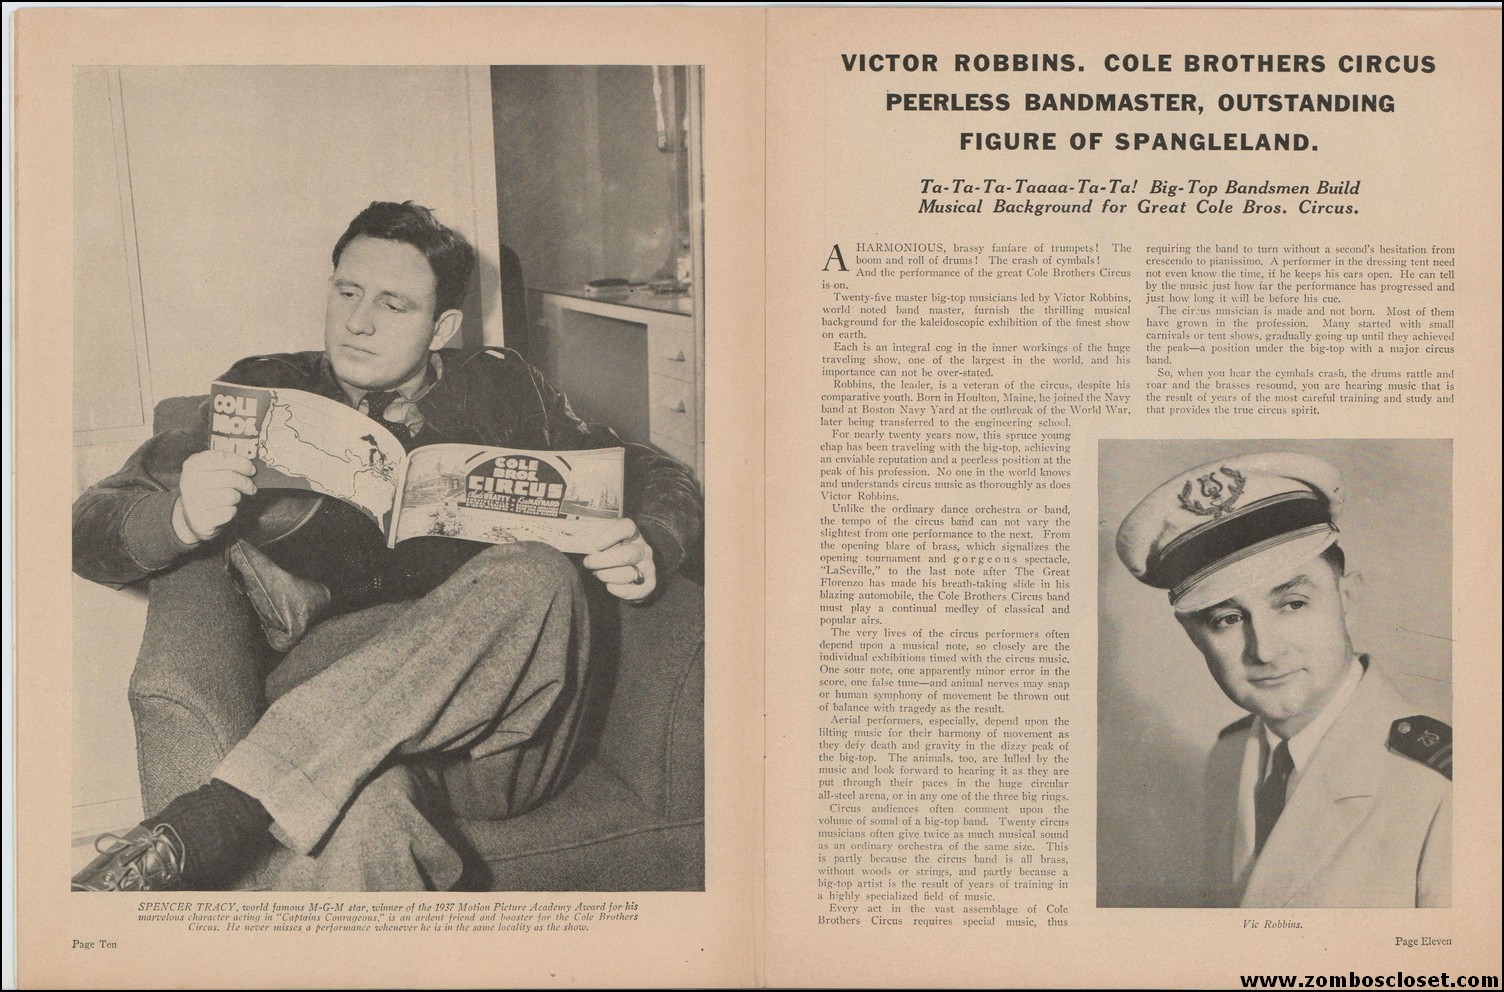 COLE
BROS.
COLE
BROS.
CIRCUS
Clyde BEATTY * Ken MAYNARD
SPENCER TRACY, world famous M-G-M star, winner of the 1937 Motion Picture Academy Award for his
marvelous character acting in "Captains Courageous," is an ardent friend and booster for the Cole Brothers
Circus. He never misses a performance whenever he is in the same locality as the show.
Page Ten
VICTOR ROBBINS. COLE BROTHERS CIRCUS
PEERLESS BANDMASTER, OUTSTANDING
FIGURE OF SPANGLELAND.
Ta-Ta-Ta-Taaaa-Ta-Ta! Big-Top Bandsmen Build
Musical Background for Great Cole Bros. Circus.
A HARMONIOUS, brassy fanfare of trumpets! The
boom and roll of drums! The crash of cymbals!
And the performance of the great Cole Brothers Circus
is on.
Twenty-five master big-top musicians led by Victor Robbins,
world noted band master, furnish the thrilling musical
background for the kaleidoscopic exhibition of the finest show
on earth.
Each is an integral cog in the inner workings of the huge
traveling show, one of the largest in the world, and his
importance can not be over-stated.
Robbins, the leader, is a veteran of the circus, despite his
comparative youth. Born in Houlton, Maine, he joined the Navy
band at Boston Navy Yard at the outbreak of the World War,
later being transferred to the engineering school.
For nearly twenty years now, this spruce young
chap has been traveling with the big-top, achieving
an enviable reputation and a peerless position at the
peak of his profession. No one in the world knows
and understands circus music as thoroughly as does
Victor Robbins.
Unlike the ordinary dance orchestra or band,
the tempo of the circus band can not vary the
slightest from one performance to the next. From
the opening blare of brass, which signalizes the
opening tournament and gorgeous spectacle,
"LaSeville," to the last note after The Great
Florenzo has made his breath-taking slide in his
blazing automobile, the Cole Brothers Circus band
must play a continual medley of classical and
popular airs.
The very lives of the circus performers often
depend upon a musical note, so closely are the
individual exhibitions timed with the circus music.
One sour note, one apparently minor error in the
score, one false tune—and animal nerves may snap
or human symphony of movement be thrown out
of balance with tragedy as the result.
Aerial performers, especially, depend upon the
lilting music for their harmony of movement as
they defy death and gravity in the dizzy peak of
the big-top. The animals, too, are lulled by the
music and look forward to hearing it as they are
put through their paces in the huge circular
all-steel arena, or in any one of the three big rings.
Circus audiences often comment upon the
volume of sound of a big-top band. Twenty circus
musicians often give twice as much musical sound
as an ordinary orchestra of the same size. This
is partly because the circus band is all brass,
without woods or strings, and partly because a
big-top artist is the result of years of training in
a highly specialized field of music.
Every act in the vast assemblage of Cole
Brothers Circus requires special music, thus
requiring the band to turn without a second's hesitation from
crescendo to pianissimo. A performer in the dressing tent need
not even know the time, if he keeps his ears open. He can tell
by the music just how far the performance has progressed and
just how long it will be before his cue.
The circus musician is made and not born. Most of them
have grown in the profession. Many started with small
carnivals or tent shows, gradually going up until they achieved
the peak—a position under the big-top with a major circus
band.
So, when you hear the cymbals crash, the drums rattle and
roar and the brasses resound, you are hearing music that is
the result of years of the most careful training and study and
that provides the true circus spirit.
Vic Robbins.
Page Eleven
www.zomboscloset.com